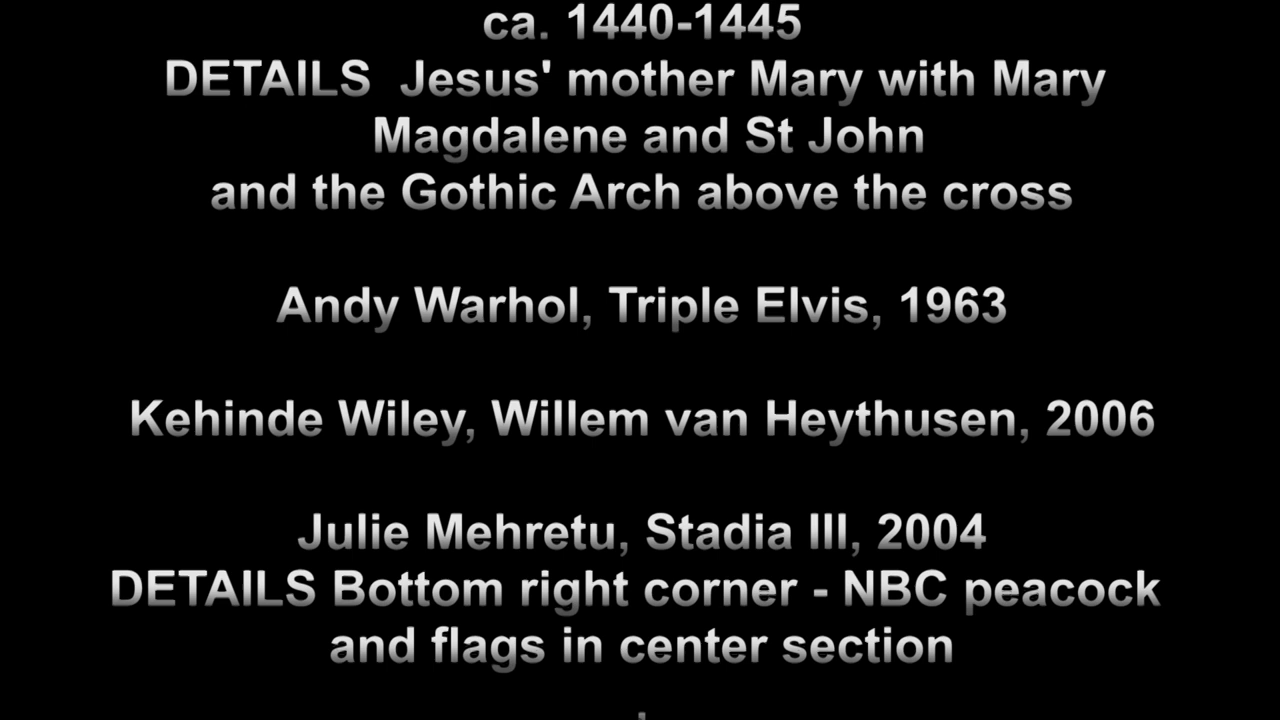 ca. 1440-1445
DETAILS  Jesus' mother Mary with Mary
Magdalene and St John
and the Gothic Arch above the cross
Andy Warhol, Triple Elvis, 1963
Kehinde Wiley, Willem van Heythusen, 2006
Julie Mehretu, Stadia III, 2004
DETAILS Bottom right corner - NBC peacock
and flags in center section